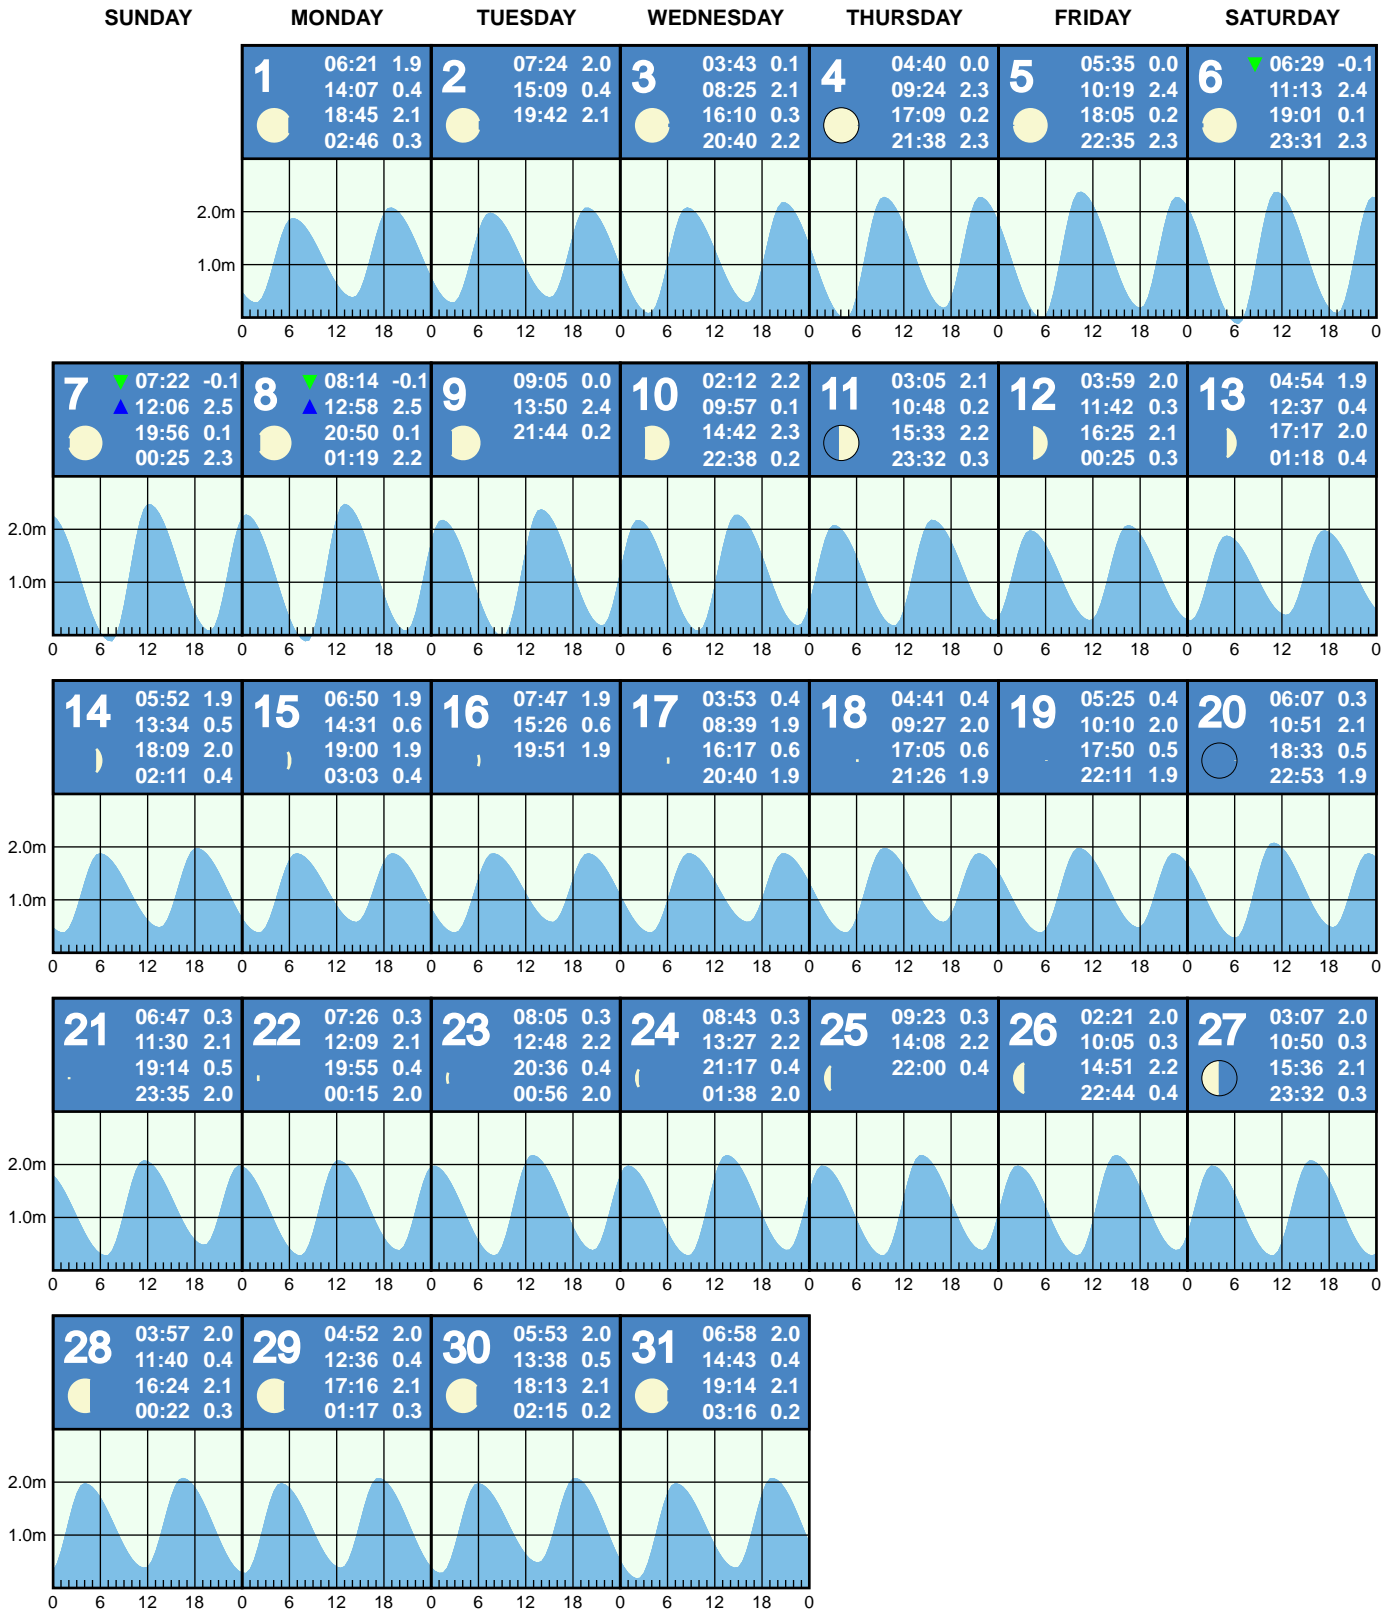 SUNDAY MONDAY TUESDAY WEDNESDAY THURSDAY FRIDAY SATURDAY
1 06:21 1.9
14:07 0.4
18:45 2.1
02:46 0.3
2 07:24 2.0
15:09 0.4
19:42 2.1
3 03:43 0.1
08:25 2.1
16:10 0.3
20:40 2.2
4 04:40 0.0
09:24 2.3
17:09 0.2
21:38 2.3
5 05:35 0.0
10:19 2.4
18:05 0.2
22:35 2.3
6 06:29 -0.1
11:13 2.4
19:01 0.1
23:31 2.3
2.0m
1.0m
0 6 12 18 0 6 12 18 0 6 12 18 0 6 12 18 0 6 12 18 0 6 12 18 0
7 07:22 -0.1
12:06 2.5
19:56 0.1
00:25 2.3
8 08:14 -0.1
12:58 2.5
20:50 0.1
01:19 2.2
9 09:05 0.0
13:50 2.4
21:44 0.2
10 02:12 2.2
09:57 0.1
14:42 2.3
22:38 0.2
11 03:05 2.1
10:48 0.2
15:33 2.2
23:32 0.3
12 03:59 2.0
11:42 0.3
16:25 2.1
00:25 0.3
13 04:54 1.9
12:37 0.4
17:17 2.0
01:18 0.4
2.0m
1.0m
0 6 12 18 0 6 12 18 0 6 12 18 0 6 12 18 0 6 12 18 0 6 12 18 0 6 12 18 0
14 05:52 1.9
13:34 0.5
18:09 2.0
02:11 0.4
15 06:50 1.9
14:31 0.6
19:00 1.9
03:03 0.4
16 07:47 1.9
15:26 0.6
19:51 1.9
17 03:53 0.4
08:39 1.9
16:17 0.6
20:40 1.9
18 04:41 0.4
09:27 2.0
17:05 0.6
21:26 1.9
19 05:25 0.4
10:10 2.0
17:50 0.5
22:11 1.9
20 06:07 0.3
10:51 2.1
18:33 0.5
22:53 1.9
2.0m
1.0m
0 6 12 18 0 6 12 18 0 6 12 18 0 6 12 18 0 6 12 18 0 6 12 18 0 6 12 18 0
21 06:47 0.3
11:30 2.1
19:14 0.5
23:35 2.0
22 07:26 0.3
12:09 2.1
19:55 0.4
00:15 2.0
23 08:05 0.3
12:48 2.2
20:36 0.4
00:56 2.0
24 08:43 0.3
13:27 2.2
21:17 0.4
01:38 2.0
25 09:23 0.3
14:08 2.2
22:00 0.4
26 02:21 2.0
10:05 0.3
14:51 2.2
22:44 0.4
27 03:07 2.0
10:50 0.3
15:36 2.1
23:32 0.3
2.0m
1.0m
0 6 12 18 0 6 12 18 0 6 12 18 0 6 12 18 0 6 12 18 0 6 12 18 0 6 12 18 0
28 03:57 2.0
11:40 0.4
16:24 2.1
00:22 0.3
29 04:52 2.0
12:36 0.4
17:16 2.1
01:17 0.3
30 05:53 2.0
13:38 0.5
18:13 2.1
02:15 0.2
31 06:58 2.0
14:43 0.4
19:14 2.1
03:16 0.2
2.0m
1.0m
0 6 12 18 0 6 12 18 0 6 12 18 0 6 12 18 0